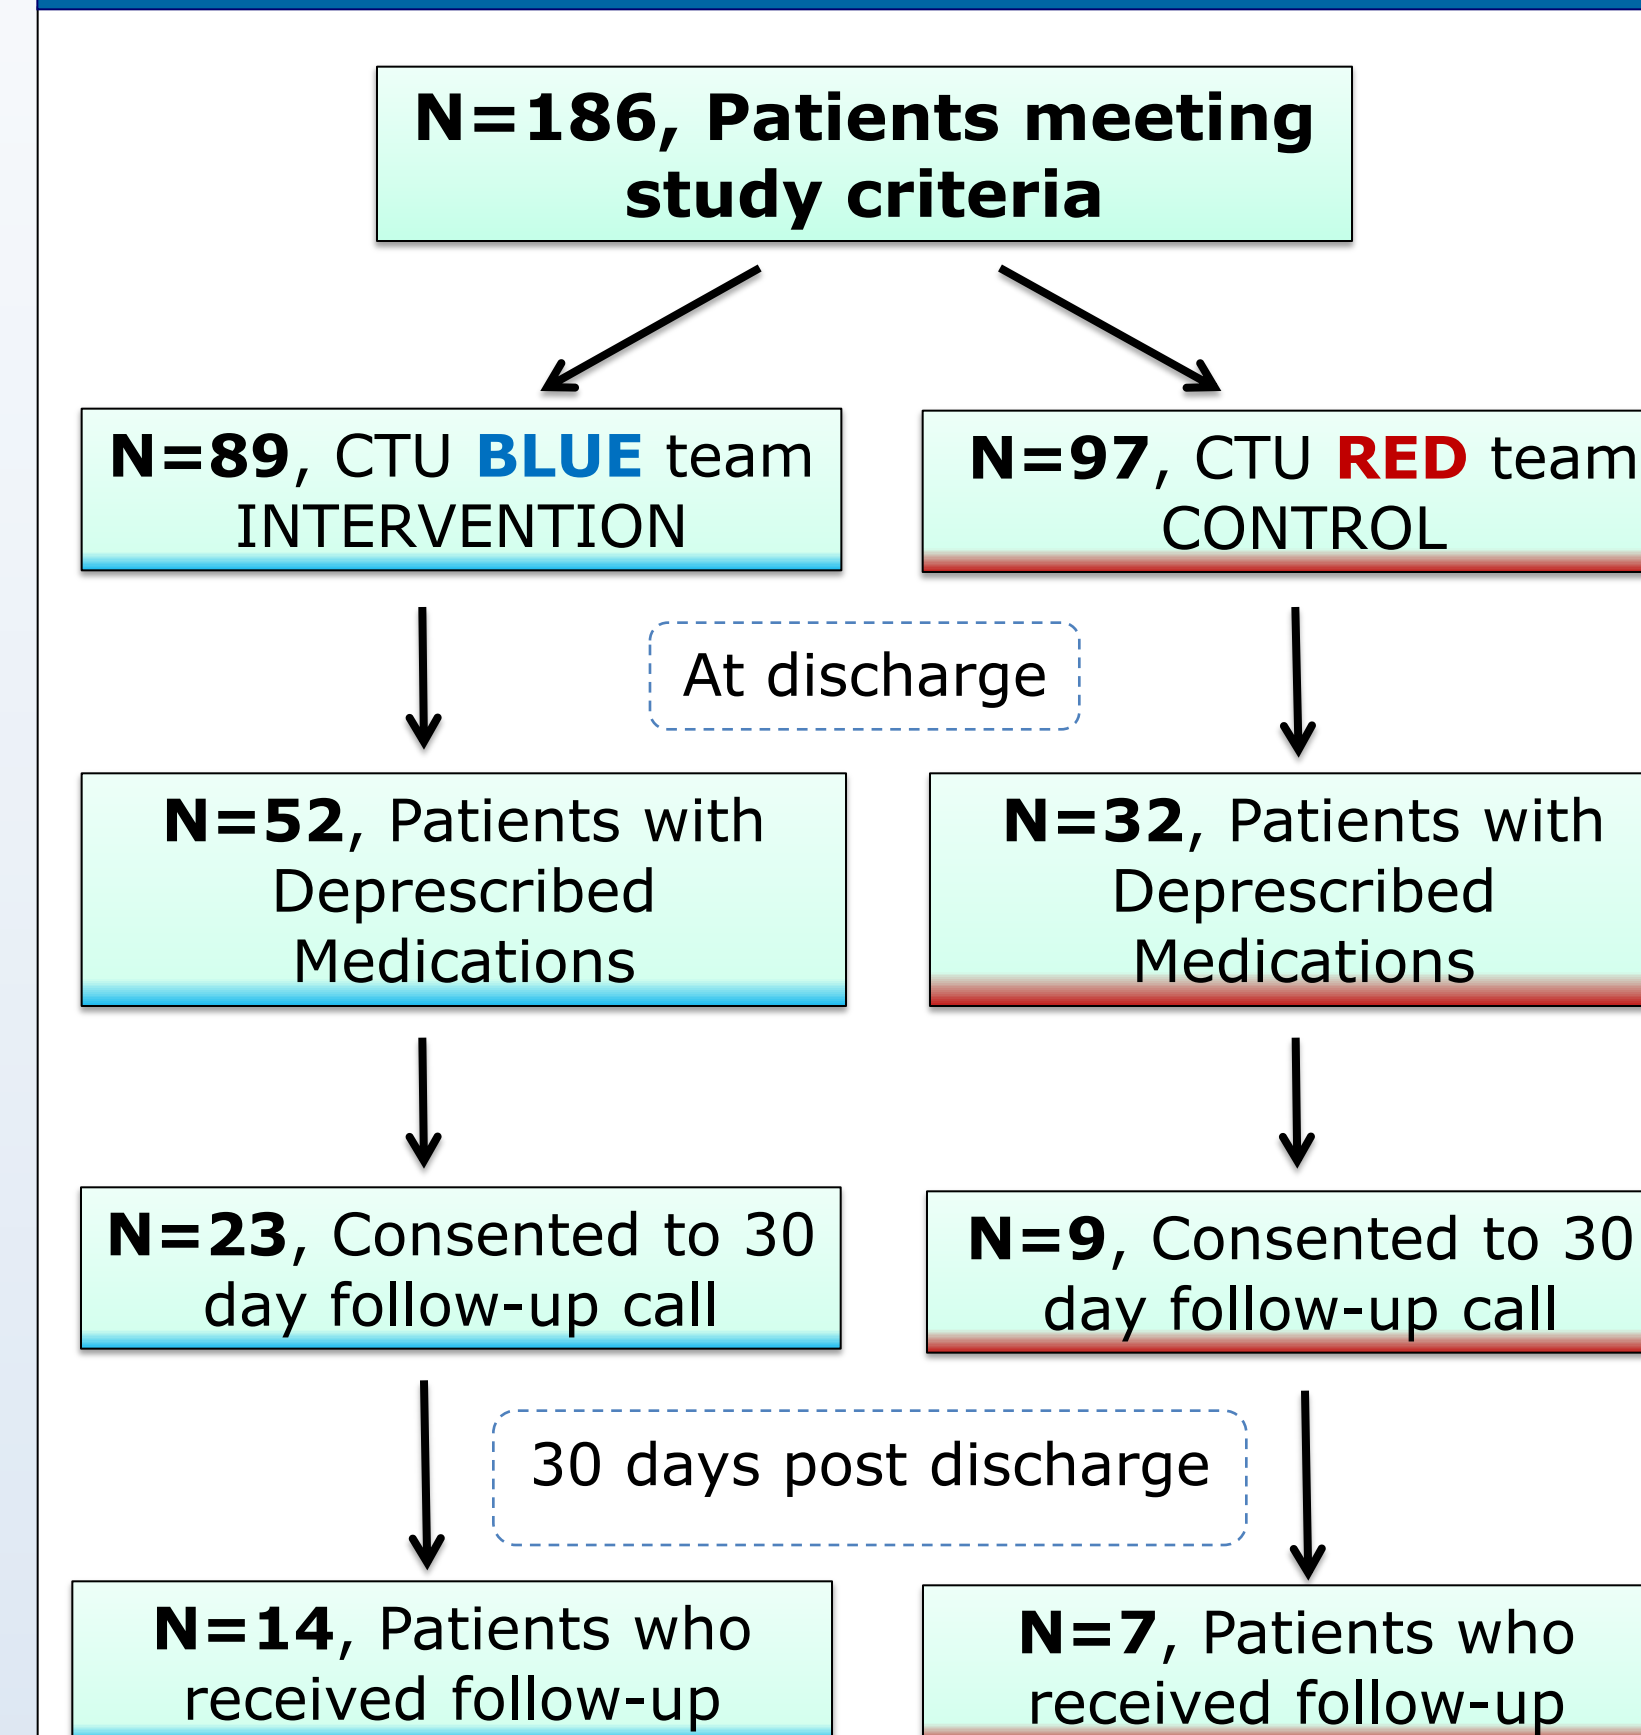 N=186, Patients meeting
study criteria
N=89, CTU BLUE team
INTERVENTION
N=97, CTU RED team
CONTROL
At discharge
N=52, Patients with
Deprescribed
Medications
N=32, Patients with
Deprescribed
Medications
N=23, Consented to 30
day follow-up call
N=9, Consented to 30
day follow-up call
30 days post discharge
N=14, Patients who
received follow-up
N=7, Patients who
received follow-up